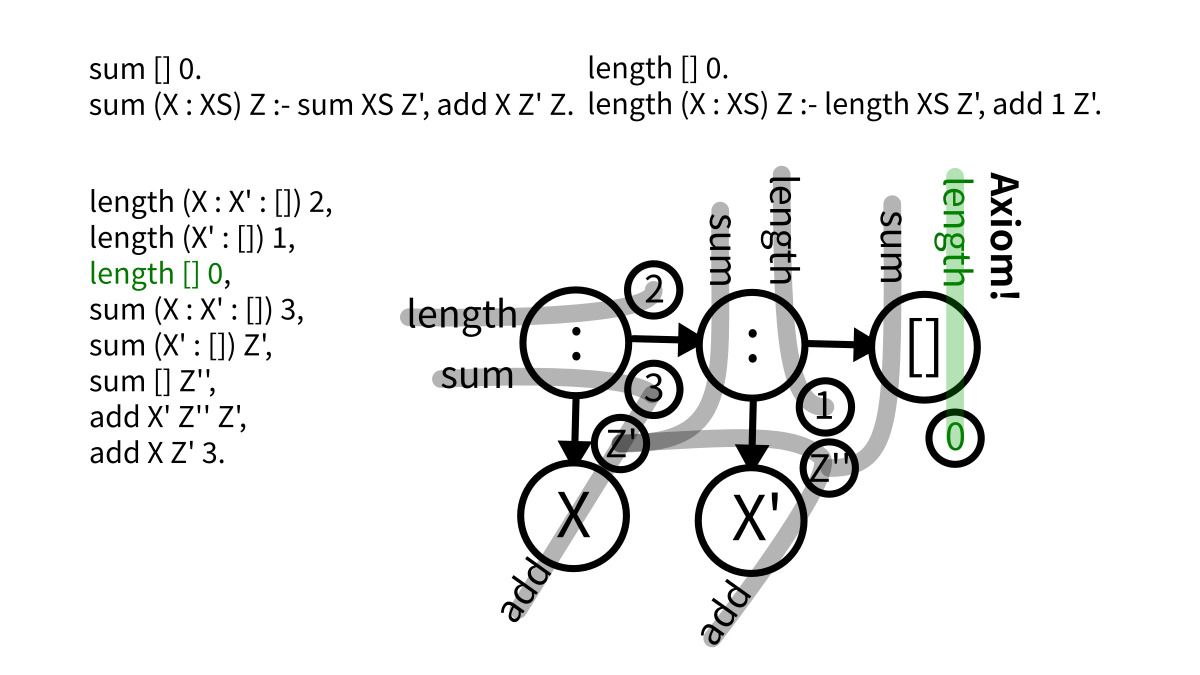 sum [] 0.
sum (X : XS) Z :- sum XS Z', add X Z' Z.
length [] 0.
length (X : XS) Z :- length XS Z', add 1 Z'.
length (X : X' : []) 2,
length (X' : []) 1,
length [] 0,
sum (X : X' : []) 3,
sum (X' : []) Z',
sum [] Z'',
add X' Z'' Z',
add X Z' 3.
sum
length
sum
length
Axiom!
length
2
:
:
[]
sum
3
1
0
Z'
Z''
X
X'
add
add